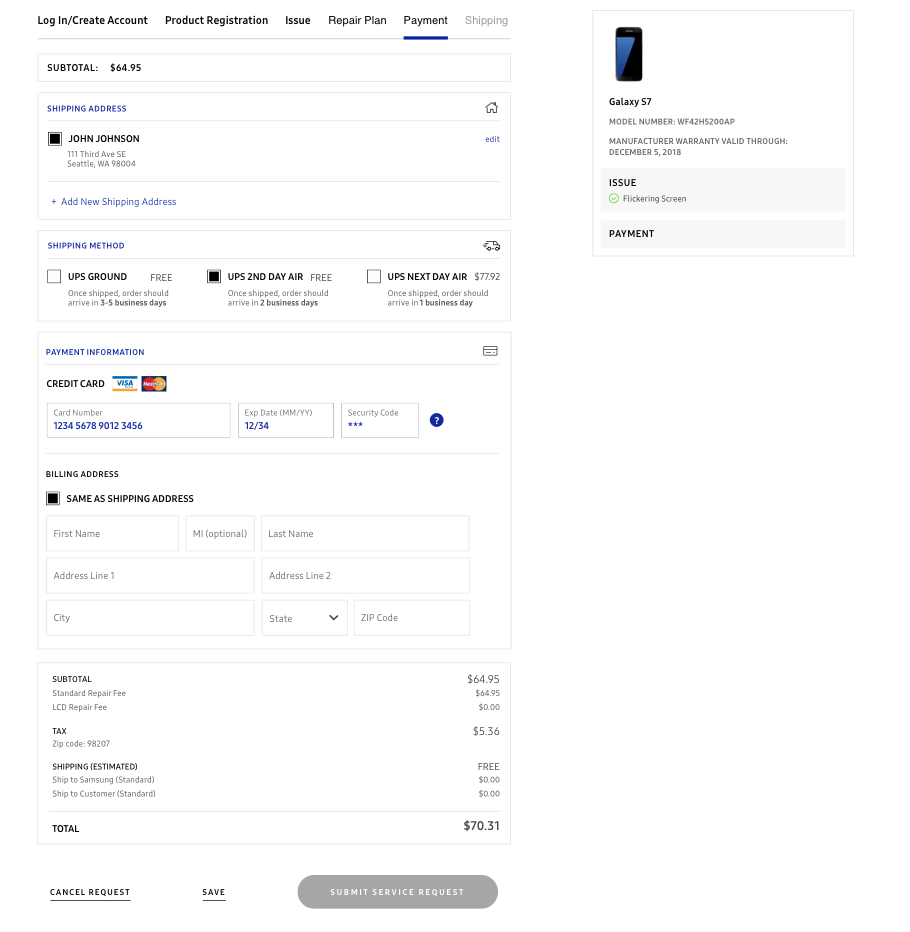 Log In/Create Account Product Registration Issue Repair Plan Payment Shipping
SUBTOTAL: $64.95
SHIPPING ADDRESS
JOHN JOHNSON edit
111 Third Ave SE
Seattle, WA 98004
+ Add New Shipping Address
SHIPPING METHOD
UPS GROUND FREE
Once shipped, order should
arrive in 3-5 business days
UPS 2ND DAY AIR FREE
Once shipped, order should
arrive in 2 business days
UPS NEXT DAY AIR $77.92
Once shipped, order should
arrive in 1 business day
PAYMENT INFORMATION
CREDIT CARD VISA MasterCard
Card Number
1234 5678 9012 3456
Exp Date (MM/YY)
12/34
Security Code
***
?
BILLING ADDRESS
SAME AS SHIPPING ADDRESS
First Name MI (optional) Last Name
Address Line 1 Address Line 2
City State ZIP Code
SUBTOTAL $64.95
Standard Repair Fee $64.95
LCD Repair Fee $0.00
TAX $5.36
Zip code: 98207
SHIPPING (ESTIMATED) FREE
Ship to Samsung (Standard) $0.00
Ship to Customer (Standard) $0.00
TOTAL $70.31
CANCEL REQUEST SAVE SUBMIT SERVICE REQUEST
Galaxy S7
MODEL NUMBER: WF42H5200AP
MANUFACTURER WARRANTY VALID THROUGH:
DECEMBER 5, 2018
ISSUE
Flickering Screen
PAYMENT